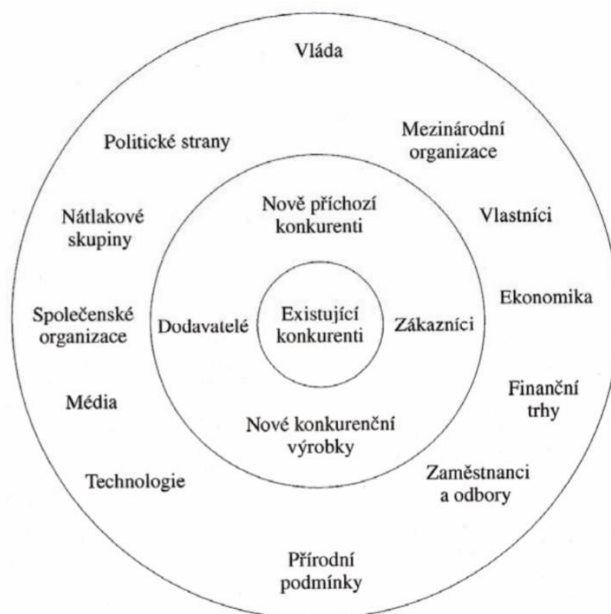 Vláda
Politické strany
Mezinárodní
organizace
Nátlakové
skupiny
Nově příchozí
konkurenti
Vlastníci
Společenské
organizace
Dodavatelé
Existující
konkurenti
Zákazníci
Ekonomika
Média
Nové konkurenční
výrobky
Finanční
trhy
Technologie
Zaměstnanci
a odbory
Přírodní
podmínky